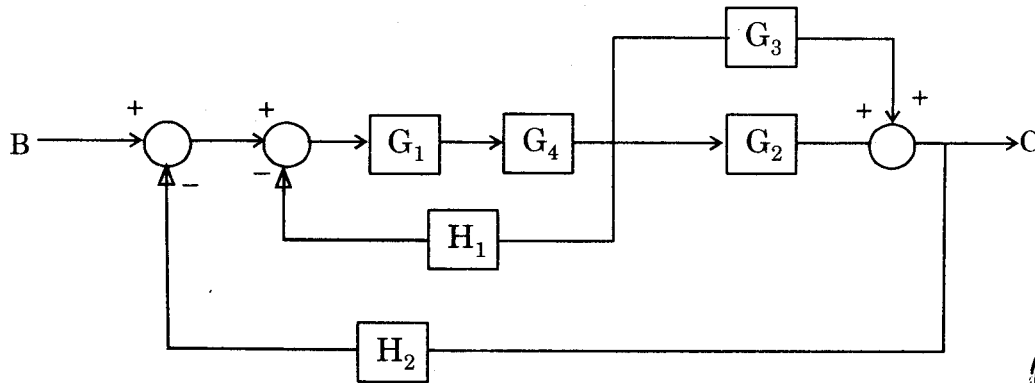 G₃
+ + + +
B G₁ G₄ G₂ C
− −
H₁
H₂